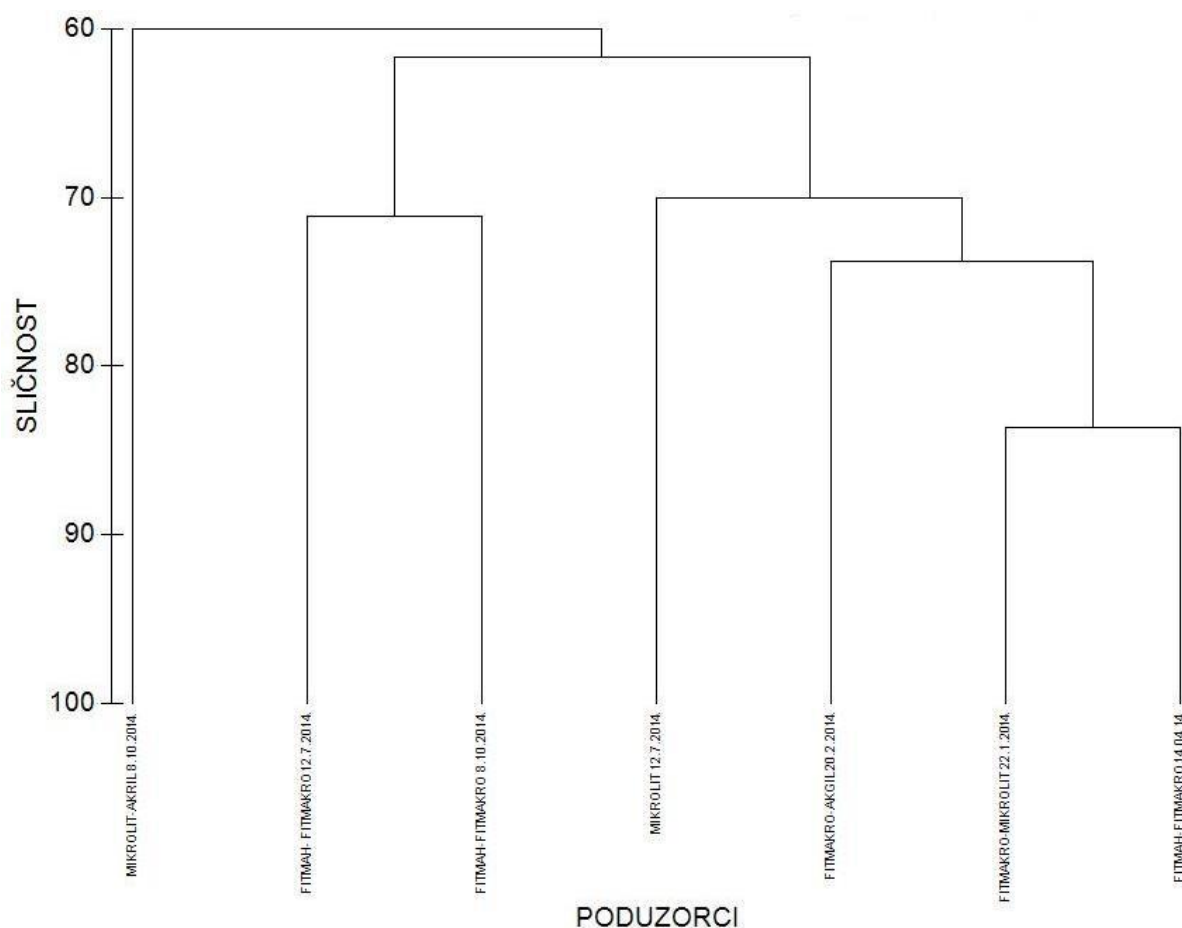 60
70
80
90
100
SLIČNOST
MIKROLIT-AKRIL 8.10.2014.
FITMAH- FITMAKRO 12.7.2014.
FITMAH-FITMAKRO 8.10.2014.
MIKROLIT 12.7.2014.
FITMAKRO-AKGIL20.2.2014.
FITMAKRO-MIKROLIT 22.1.2014.
FITMAH-FITMAKRO 14.04.14.
PODUZORCI